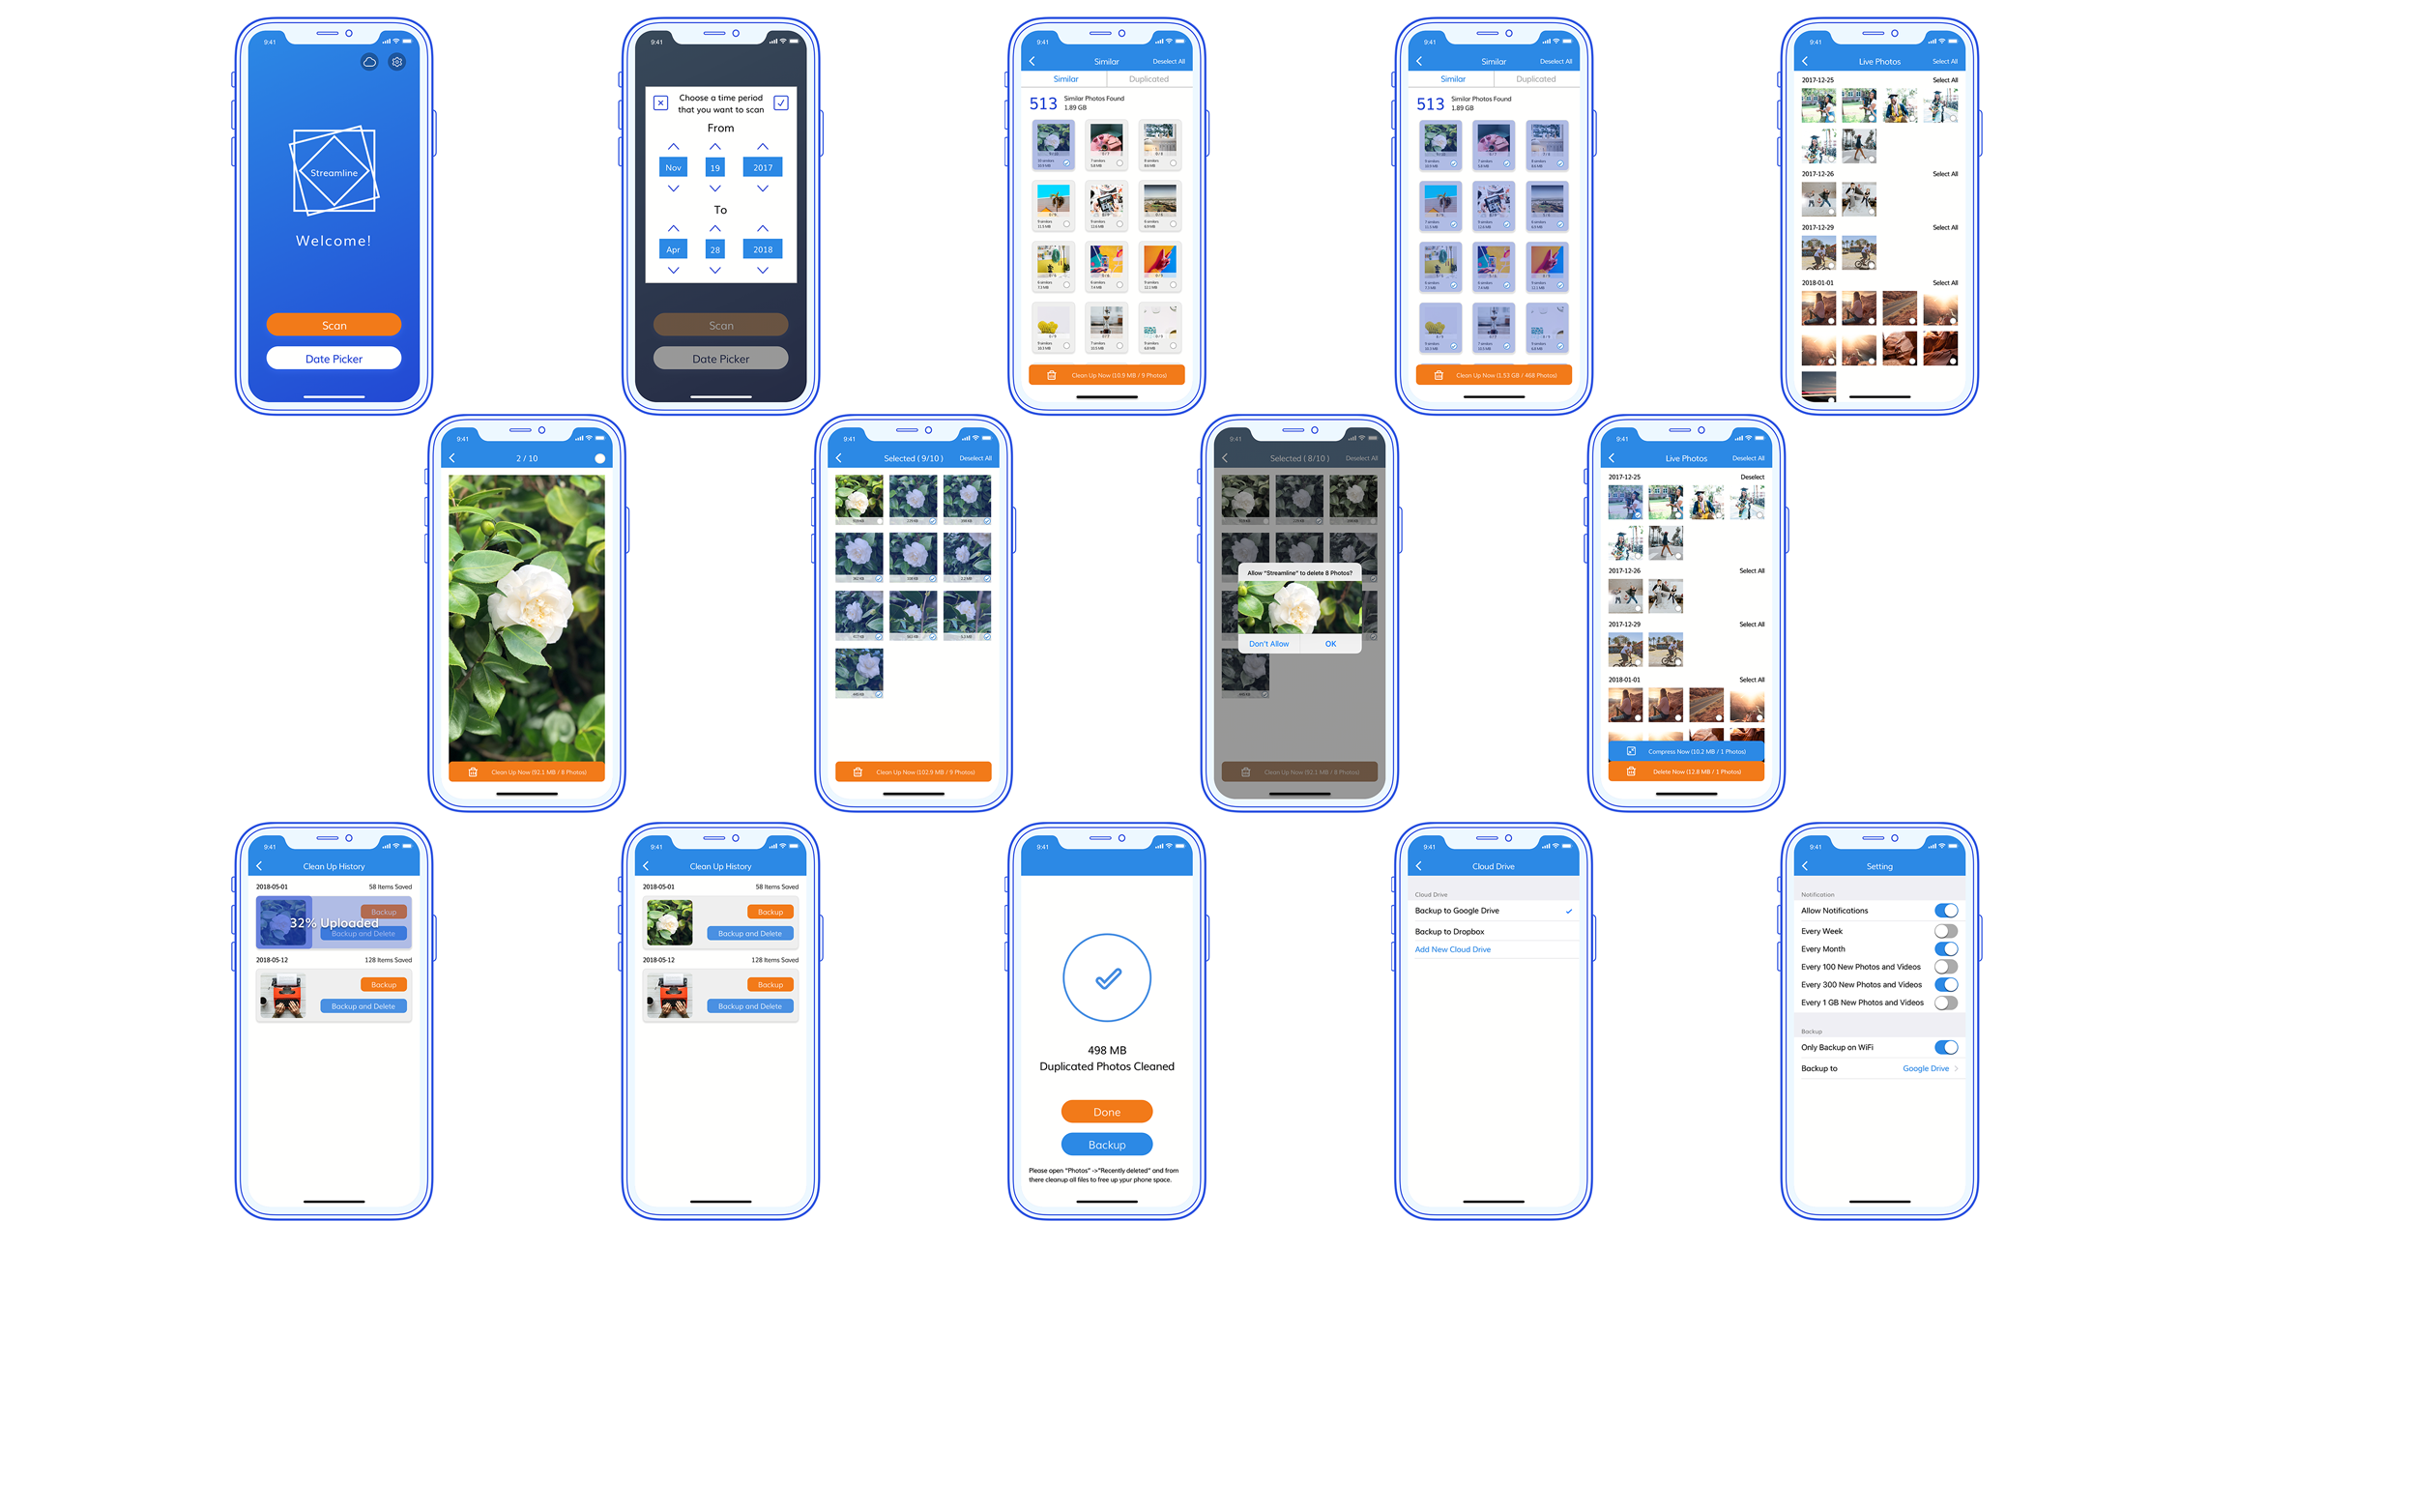 9:41
Streamline
Welcome!
Scan
Date Picker
9:41
Choose a time period
that you want to scan
From
Nov 19 2017
To
Apr 28 2018
Scan
Date Picker
9:41
Similar Deselect All
Similar Duplicated
513 Similar Photos Found
1.89 GB
Clean Up Now (10.9 MB / 9 Photos)
9:41
Similar Deselect All
Similar Duplicated
513 Similar Photos Found
1.89 GB
Clean Up Now (1.53 GB / 468 Photos)
9:41
Live Photos Select All
2017-12-25 Select All
2017-12-26 Select All
2017-12-29 Select All
2018-01-01 Select All
9:41
2 / 10
Clean Up Now (92.1 MB / 8 Photos)
9:41
Selected ( 9/10 ) Deselect All
Clean Up Now (102.9 MB / 9 Photos)
9:41
Selected ( 8/10 ) Deselect All
Allow "Streamline" to delete 8 Photos?
Don't Allow OK
Clean Up Now (92.1 MB / 8 Photos)
9:41
Live Photos Deselect All
2017-12-25 Deselect
2017-12-26 Select All
2017-12-29 Select All
2018-01-01 Select All
Compress Now (10.2 MB / 1 Photos)
Delete Now (12.8 MB / 1 Photos)
9:41
Clean Up History
2018-05-01 58 Items Saved
Backup
32% Uploaded
Backup and Delete
2018-05-12 128 Items Saved
Backup
Backup and Delete
9:41
Clean Up History
2018-05-01 58 Items Saved
Backup
Backup and Delete
2018-05-12 128 Items Saved
Backup
Backup and Delete
9:41
498 MB
Duplicated Photos Cleaned
Done
Backup
Please open "Photos" ->"Recently deleted" and from
there cleanup all files to free up your phone space.
9:41
Cloud Drive
Cloud Drive
Backup to Google Drive
Backup to Dropbox
Add New Cloud Drive
9:41
Setting
Notification
Allow Notifications
Every Week
Every Month
Every 100 New Photos and Videos
Every 300 New Photos and Videos
Every 1 GB New Photos and Videos
Backup
Only Backup on WiFi
Backup to Google Drive